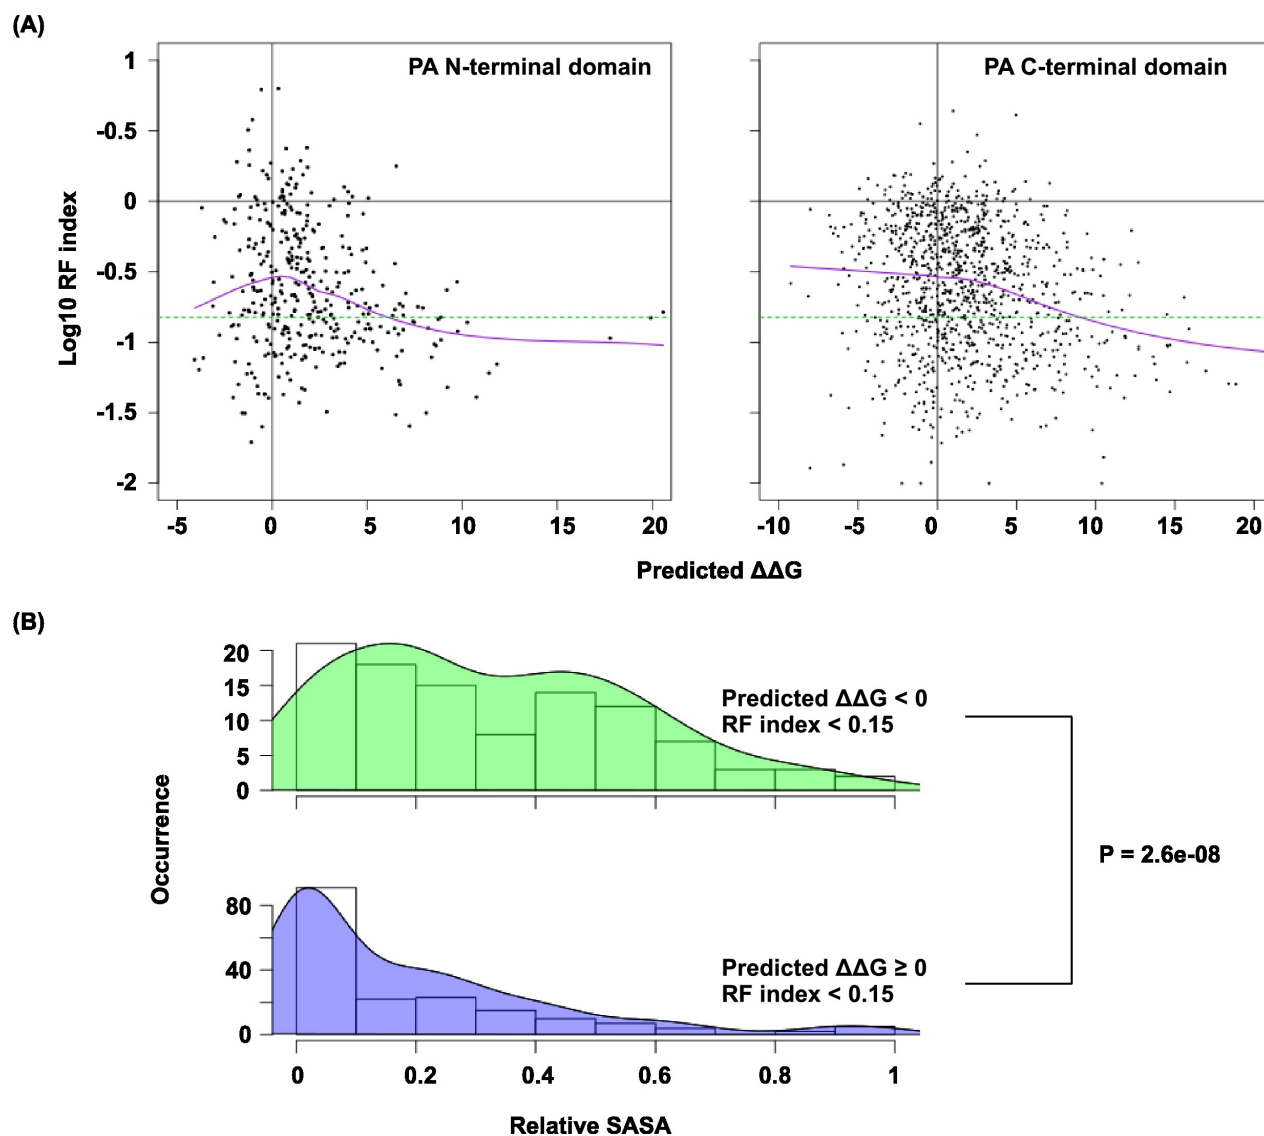 (A)
PA N-terminal domain
PA C-terminal domain
1
-0.5
0
-0.5
-1
-1.5
-2
Log10 RF index
-5 0 5 10 15 20
-10 -5 0 5 10 15 20
Predicted ΔΔG
(B)
20
15
10
5
0
Predicted ΔΔG < 0
RF index < 0.15
Occurrence
P = 2.6e-08
80
40
0
Predicted ΔΔG ≥ 0
RF index < 0.15
0 0.2 0.4 0.6 0.8 1
Relative SASA